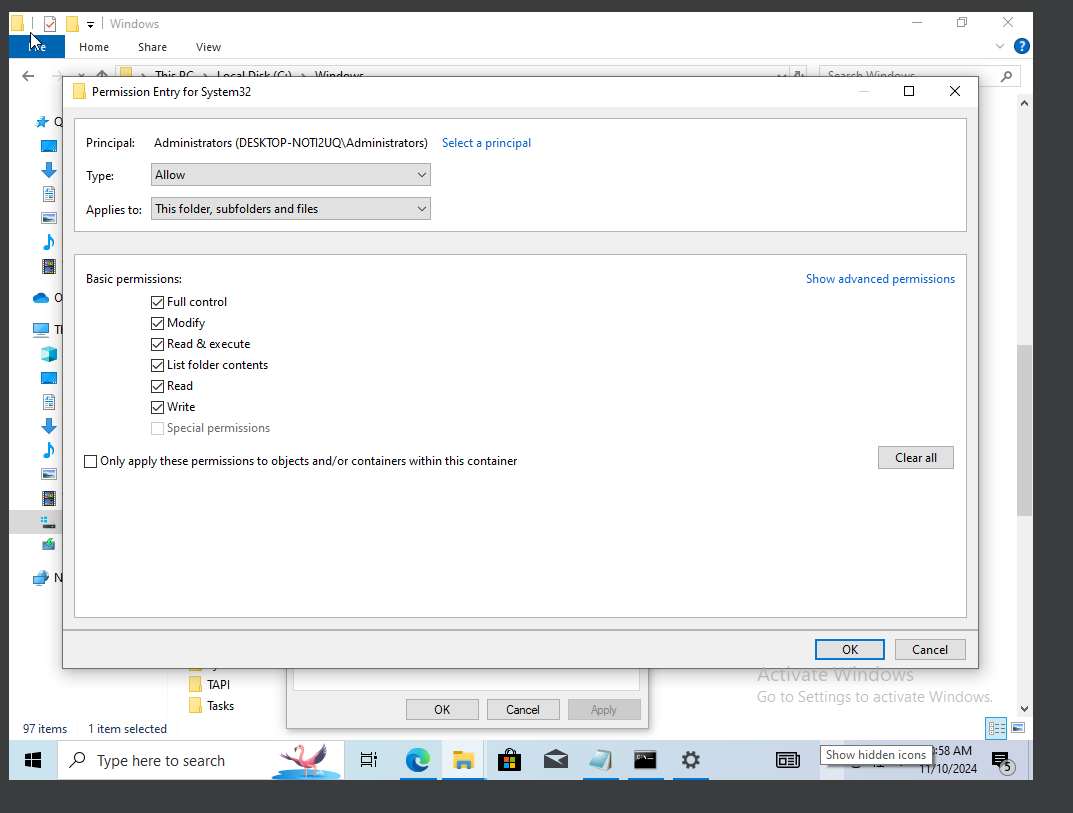 Windows
File
Home
Share
View
This PC
Local Disk (C:)
Windows
Search Windows
Permission Entry for System32
Principal:
Administrators (DESKTOP-NOTI2UQ\Administrators)
Select a principal
Type:
Allow
Applies to:
This folder, subfolders and files
Basic permissions:
Show advanced permissions
Full control
Modify
Read & execute
List folder contents
Read
Write
Special permissions
Only apply these permissions to objects and/or containers within this container
Clear all
OK
Cancel
TAPI
Tasks
OK
Cancel
Apply
Activate Windows
Go to Settings to activate Windows.
97 items
1 item selected
Type here to search
Show hidden icons
:58 AM
11/10/2024
5